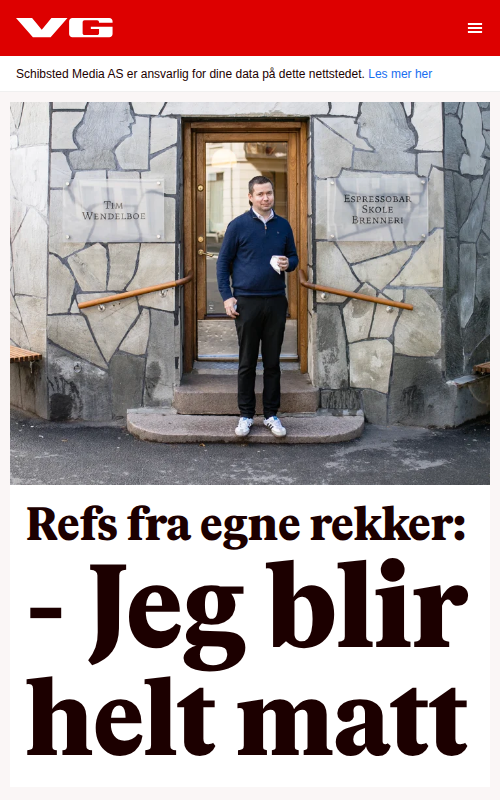 VG
Schibsted Media AS er ansvarlig for dine data på dette nettstedet. Les mer her
TIM
WENDELBOE
ESPRESSOBAR
SKOLE
BRENNERI
Refs fra egne rekker:
- Jeg blir
helt matt